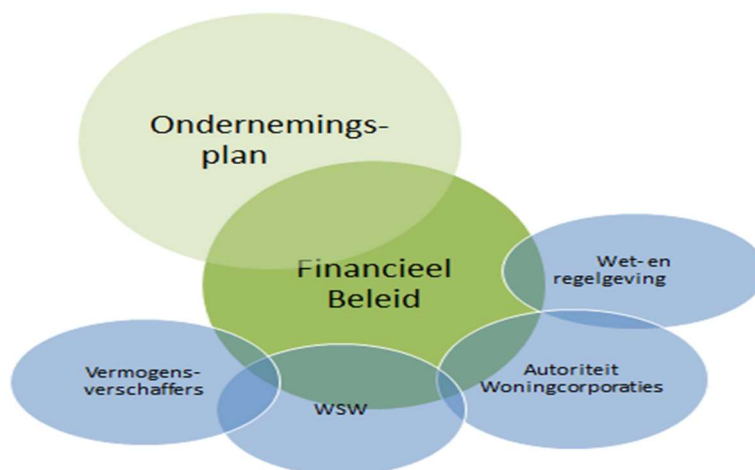 Ondernemings-
plan
Financieel
Beleid
Wet- en
regelgeving
Vermogens-
verschaffers
WSW
Autoriteit
Woningcorporaties